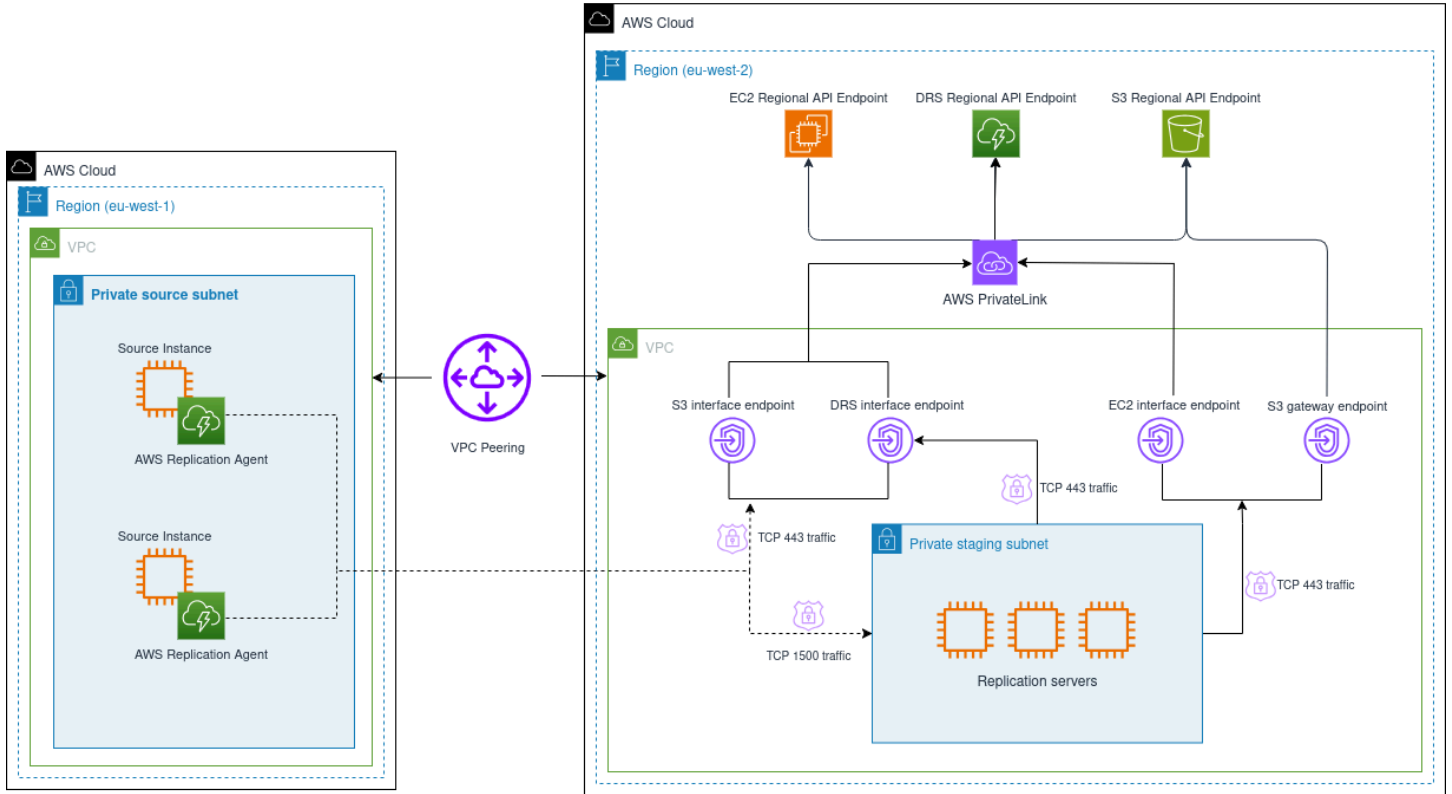 AWS Cloud
Region (eu-west-1)
VPC
Private source subnet
Source Instance
AWS Replication Agent
Source Instance
AWS Replication Agent
VPC Peering
AWS Cloud
Region (eu-west-2)
EC2 Regional API Endpoint
DRS Regional API Endpoint
S3 Regional API Endpoint
AWS PrivateLink
VPC
S3 interface endpoint
DRS interface endpoint
EC2 interface endpoint
S3 gateway endpoint
TCP 443 traffic
TCP 443 traffic
TCP 443 traffic
TCP 1500 traffic
Private staging subnet
Replication servers